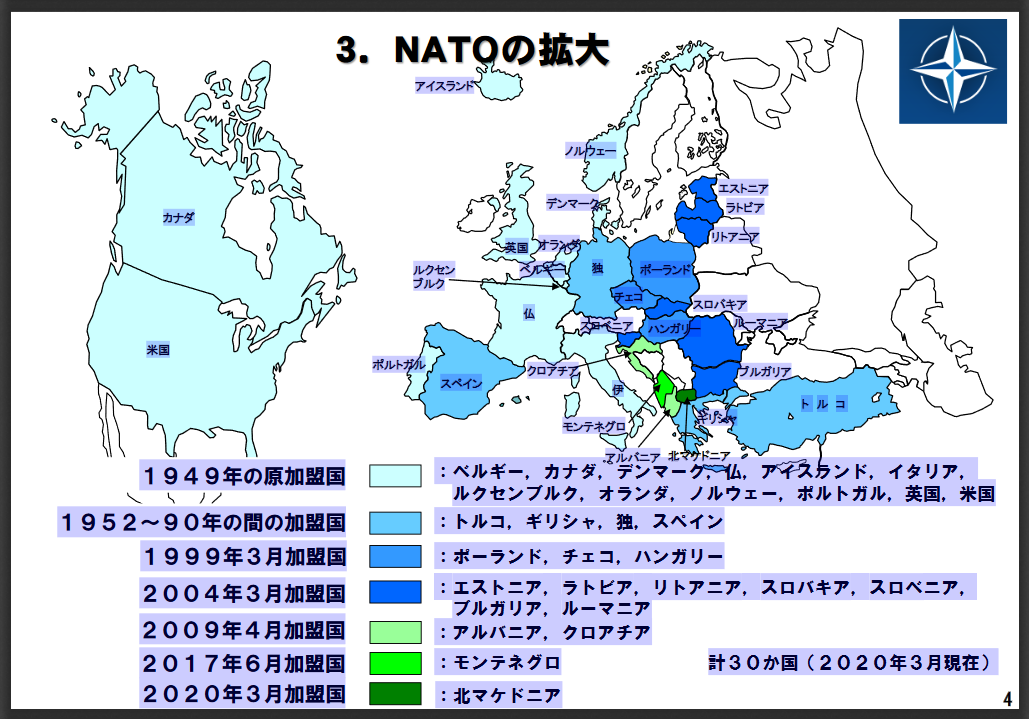 3．NATOの拡大
アイスランド
ノルウェー
カナダ
エストニア
デンマーク
ラトビア
リトアニア
英国
オランダ
ベルギー
独
ポーランド
ルクセン
ブルク
チェコ
スロバキア
仏
スロベニア
ハンガリー
ルーマニア
米国
ポルトガル
クロアチア
ブルガリア
スペイン
伊
トルコ
モンテネグロ
ギリシャ
アルバニア
北マケドニア
１９４９年の原加盟国
：ベルギー，カナダ，デンマーク，仏，アイスランド，イタリア，
ルクセンブルク，オランダ，ノルウェー，ポルトガル，英国，米国
１９５２～９０年の間の加盟国
：トルコ，ギリシャ，独，スペイン
１９９９年３月加盟国
：ポーランド，チェコ，ハンガリー
２００４年３月加盟国
：エストニア，ラトビア，リトアニア，スロバキア，スロベニア，
ブルガリア，ルーマニア
２００９年４月加盟国
：アルバニア，クロアチア
２０１７年６月加盟国
：モンテネグロ
計３０か国（２０２０年３月現在）
２０２０年３月加盟国
：北マケドニア
4